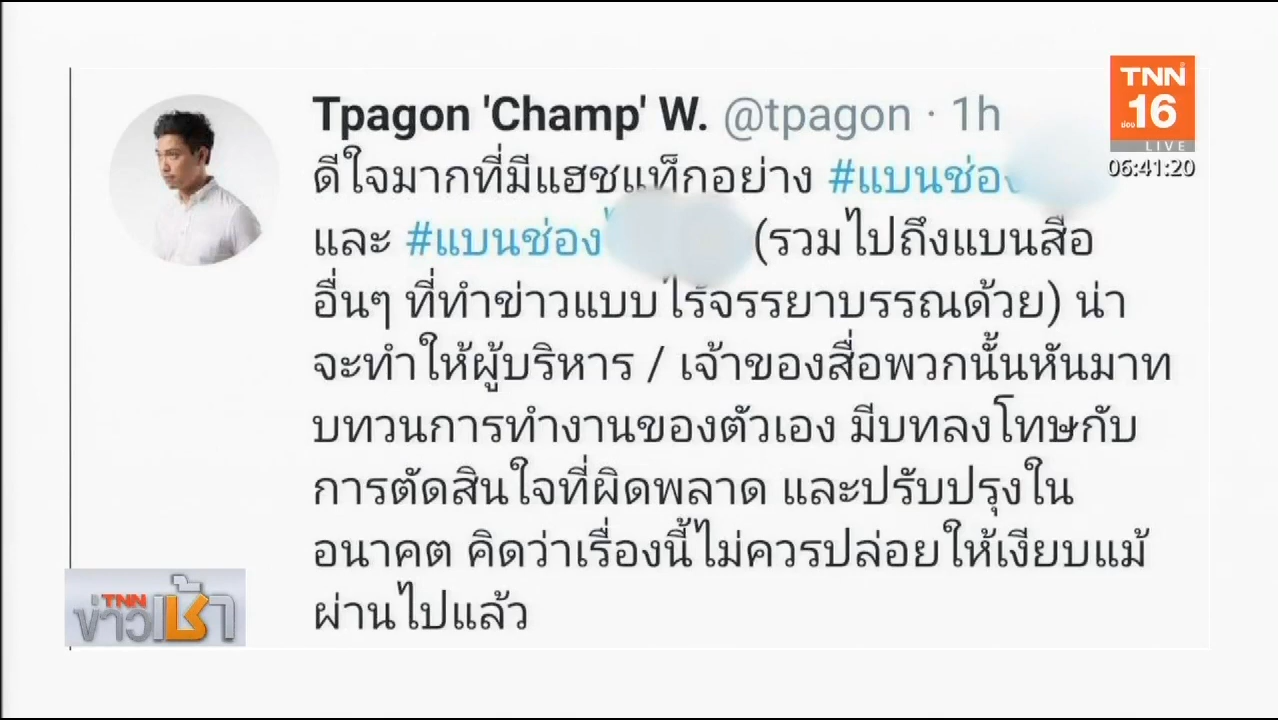 Tpagon 'Champ' W. @tpagon · 1h
ดีใจมากที่มีแฮชแท็กอย่าง #แบนช่อง
และ #แบนช่อง (รวมไปถึงแบนสื่อ
อื่นๆ ที่ทำข่าวแบบไร้จรรยาบรรณด้วย) น่า
จะทำให้ผู้บริหาร / เจ้าของสื่อพวกนั้นหันมาท
บทวนการทำงานของตัวเอง มีบทลงโทษกับ
การตัดสินใจที่ผิดพลาด และปรับปรุงใน
อนาคต คิดว่าเรื่องนี้ไม่ควรปล่อยให้เงียบแม้
ผ่านไปแล้ว
TNN
ช่อง 16
LIVE
06:41:20
TNN
ข่าวเช้า